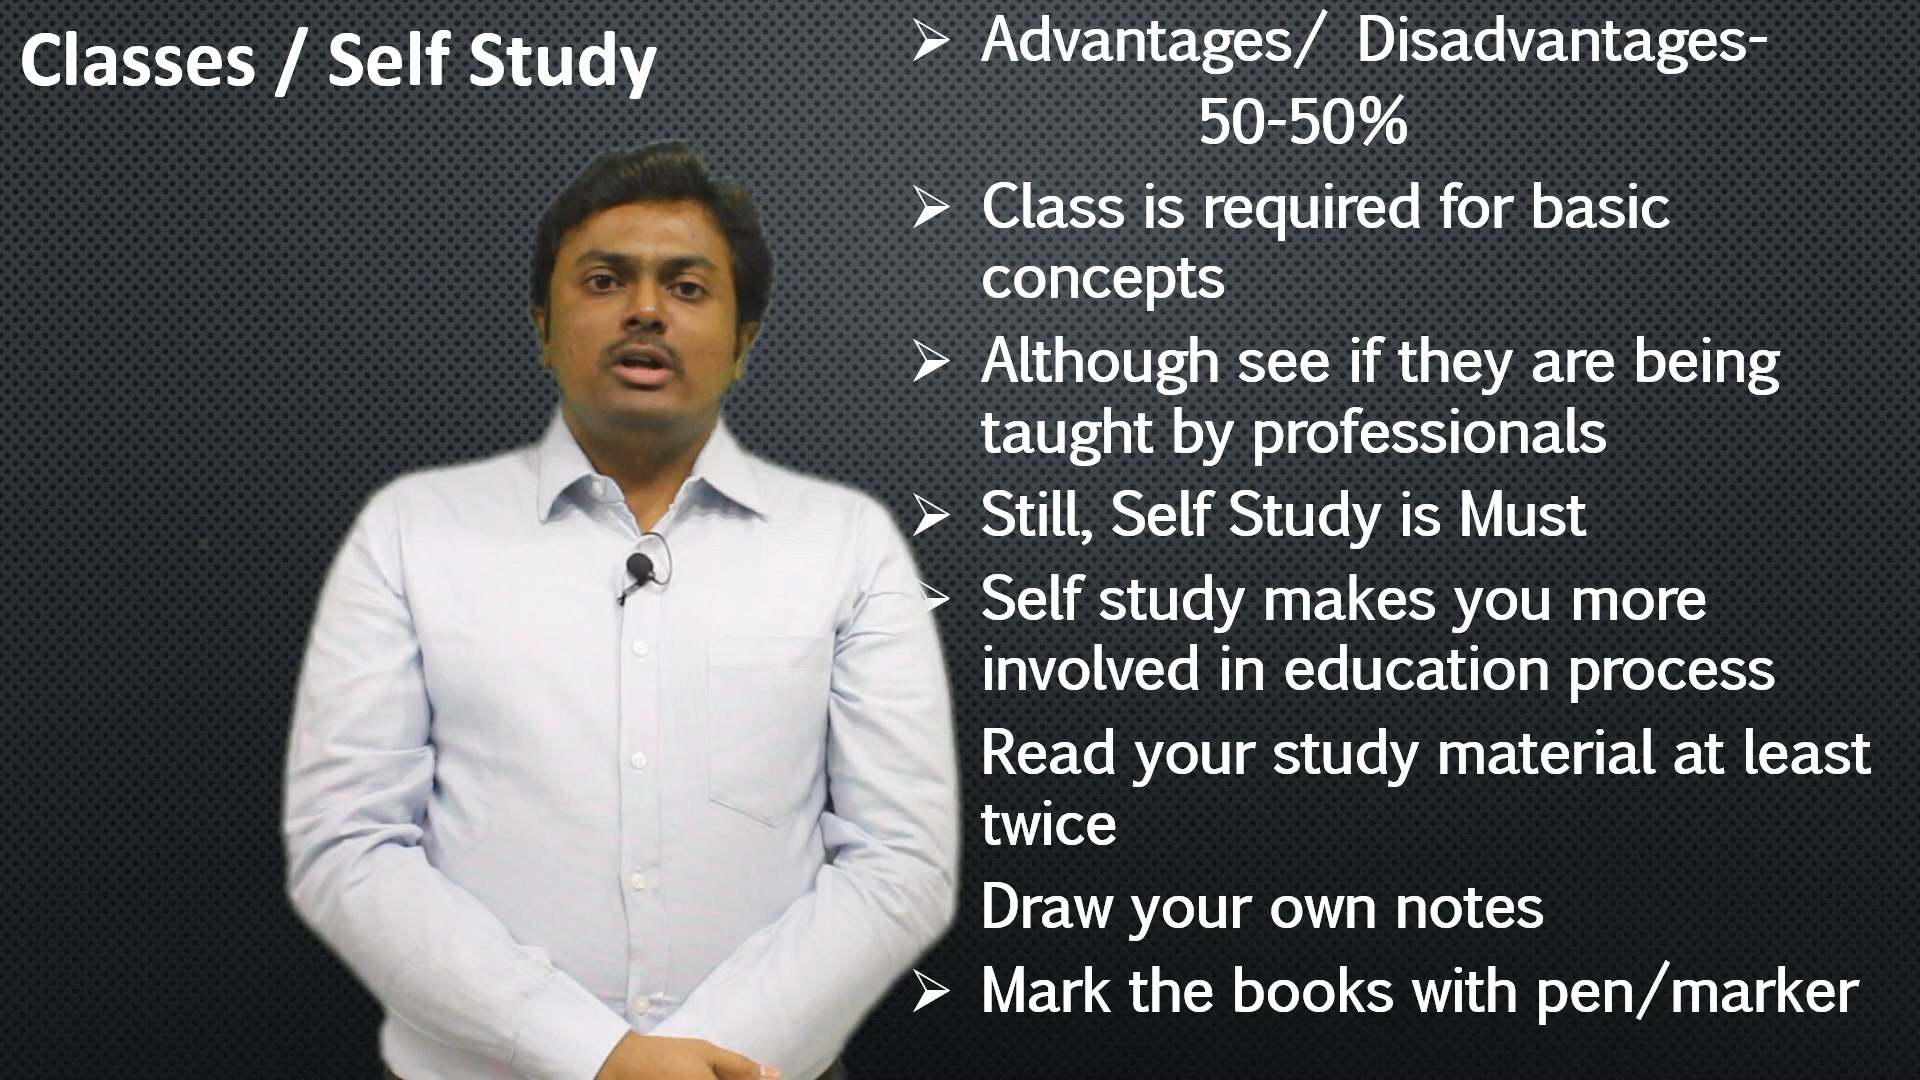 Classes / Self Study
Advantages/ Disadvantages-
50-50%
Class is required for basic
concepts
Although see if they are being
taught by professionals
Still, Self Study is Must
Self study makes you more
involved in education process
Read your study material at least
twice
Draw your own notes
Mark the books with pen/marker